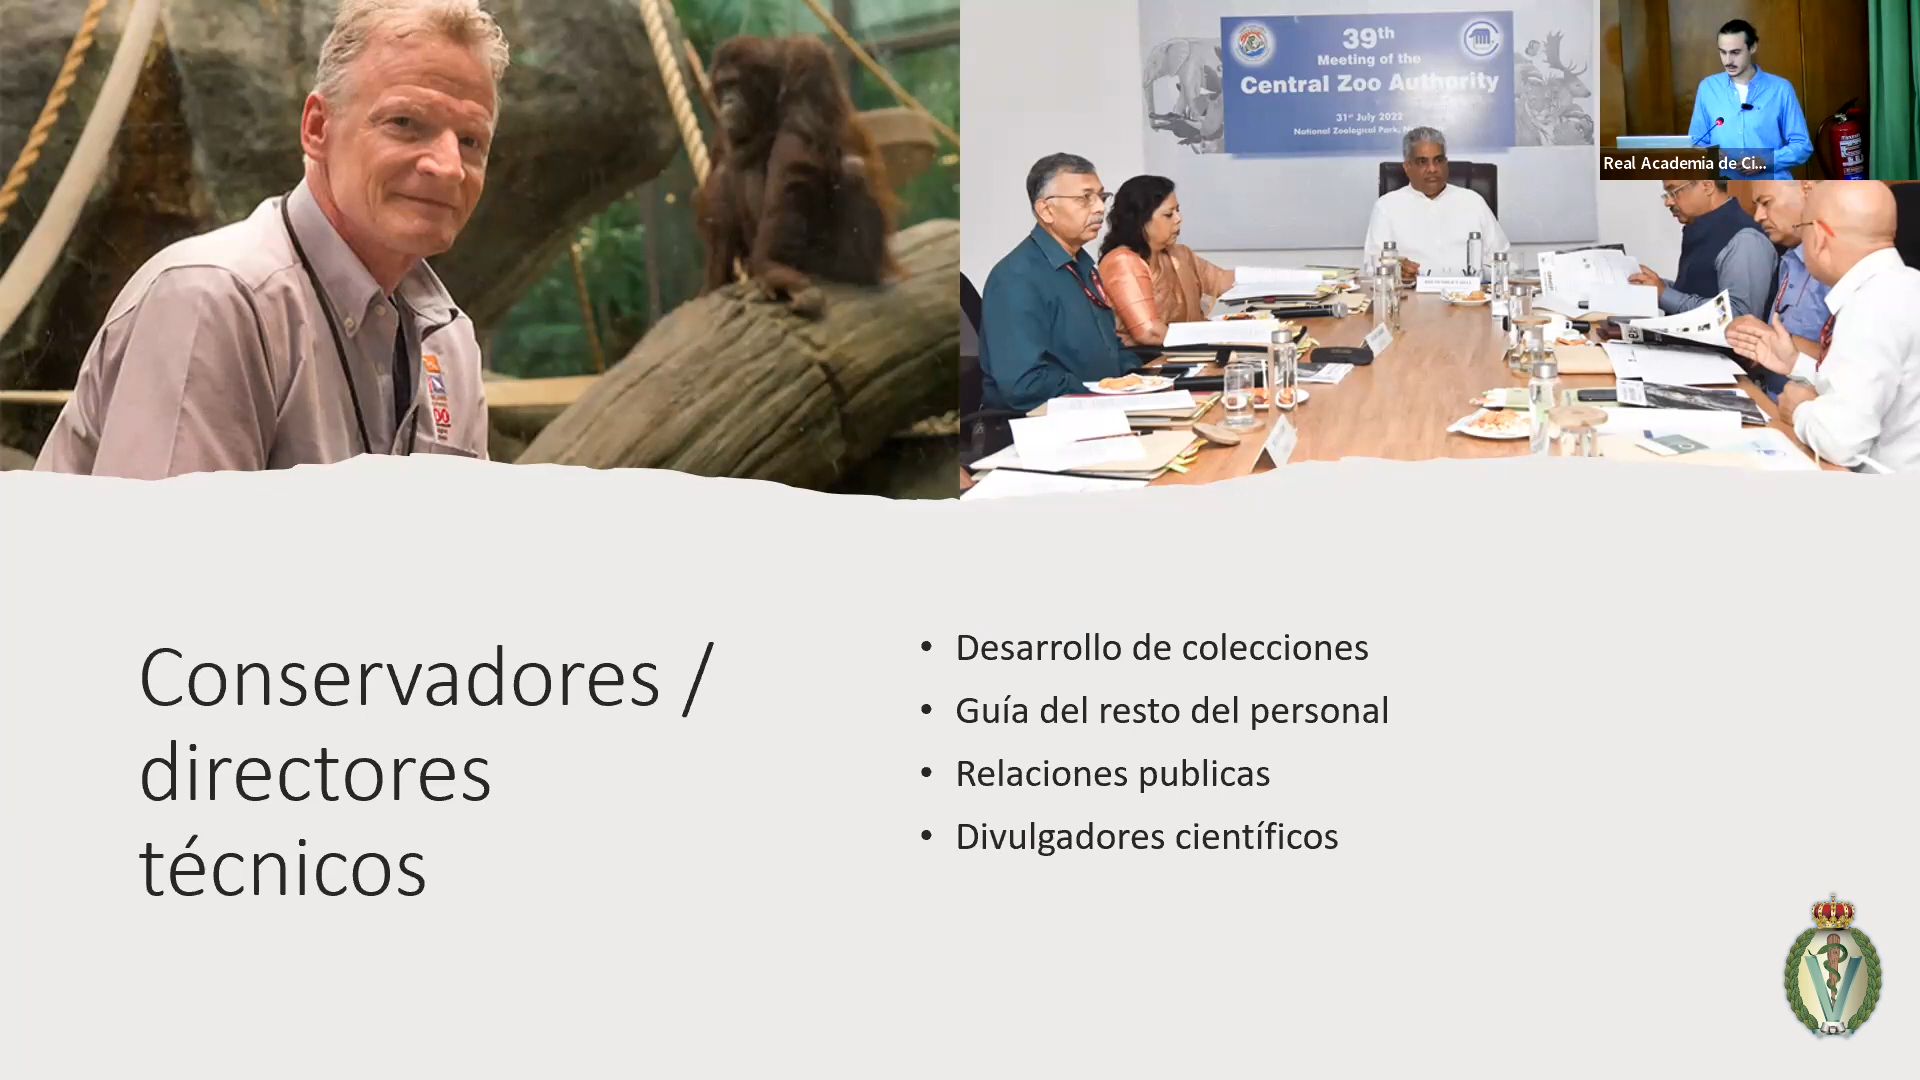 39th
Meeting of the
Central Zoo Authority
31st July 2022
National Zoological Park,
Real Academia de Ci...
Conservadores /
directores
técnicos
• Desarrollo de colecciones
• Guía del resto del personal
• Relaciones publicas
• Divulgadores científicos